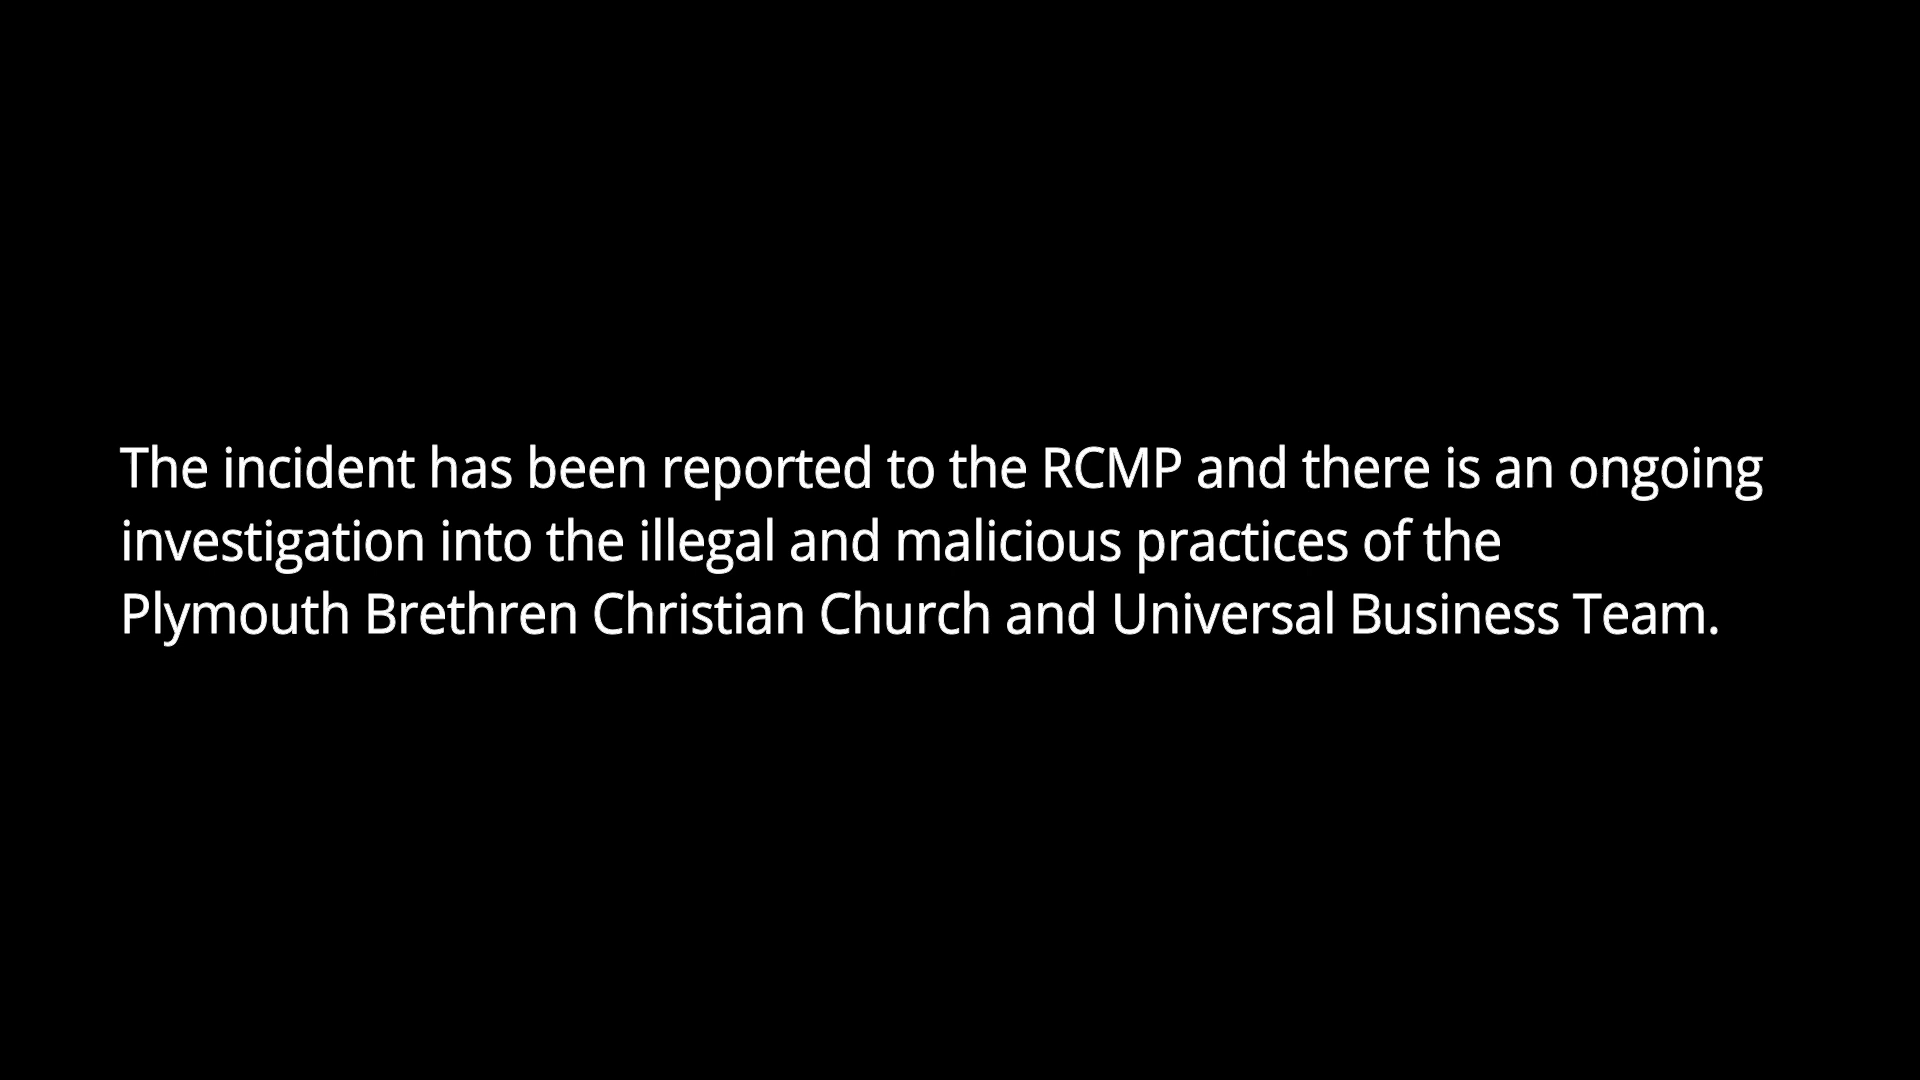 The incident has been reported to the RCMP and there is an ongoing
investigation into the illegal and malicious practices of the
Plymouth Brethren Christian Church and Universal Business Team.